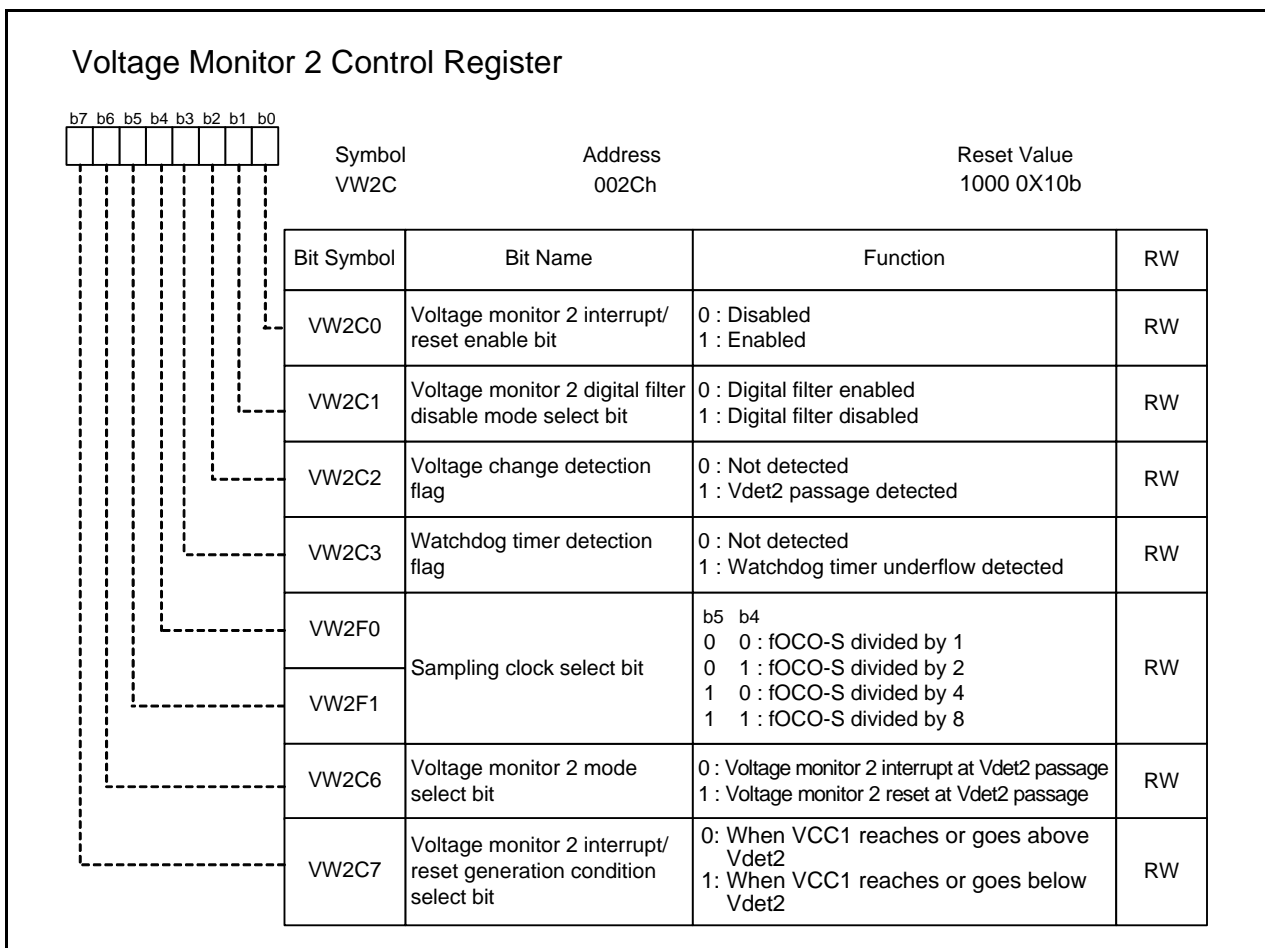 Voltage Monitor 2 Control Register
b7 b6 b5 b4 b3 b2 b1 b0
Symbol Address Reset Value
VW2C 002Ch 1000 0X10b
Bit Symbol Bit Name Function RW
VW2C0 Voltage monitor 2 interrupt/ 0 : Disabled RW
reset enable bit 1 : Enabled
VW2C1 Voltage monitor 2 digital filter 0 : Digital filter enabled RW
disable mode select bit 1 : Digital filter disabled
VW2C2 Voltage change detection 0 : Not detected RW
flag 1 : Vdet2 passage detected
VW2C3 Watchdog timer detection 0 : Not detected RW
flag 1 : Watchdog timer underflow detected
VW2F0
VW2F1
Sampling clock select bit
b5 b4
0 0 : fOCO-S divided by 1
0 1 : fOCO-S divided by 2
1 0 : fOCO-S divided by 4
1 1 : fOCO-S divided by 8
RW
VW2C6 Voltage monitor 2 mode 0 : Voltage monitor 2 interrupt at Vdet2 passage RW
select bit 1 : Voltage monitor 2 reset at Vdet2 passage
VW2C7
Voltage monitor 2 interrupt/
reset generation condition
select bit
0: When VCC1 reaches or goes above
Vdet2
1: When VCC1 reaches or goes below
Vdet2
RW